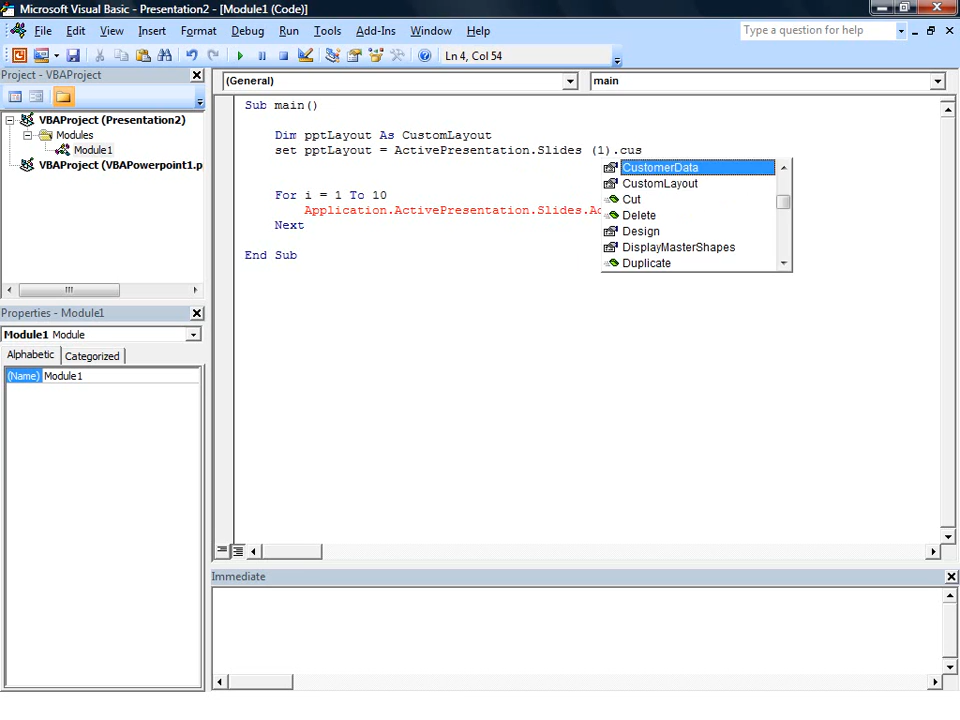 Microsoft Visual Basic - Presentation2 - [Module1 (Code)]
File Edit View Insert Format Debug Run Tools Add-Ins Window Help
Type a question for help
Ln 4, Col 54
Project - VBAProject
VBAProject (Presentation2)
Modules
Module1
VBAProject (VBAPowerpoint1.p
Properties - Module1
Module1 Module
Alphabetic Categorized
(Name) Module1
(General) main
Sub main()
Dim pptLayout As CustomLayout
set pptLayout = ActivePresentation.Slides (1).cus
CustomerData
CustomLayout
Cut
Delete
Design
DisplayMasterShapes
Duplicate
For i = 1 To 10
Application.ActivePresentation.Slides.Ad
Next
End Sub
Immediate